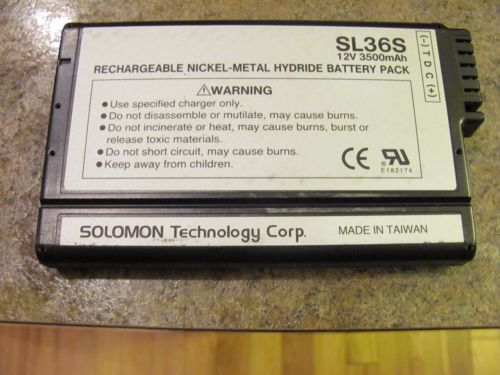 SL36S
12V 3500mAh
RECHARGEABLE NICKEL-METAL HYDRIDE BATTERY PACK
(-) T D C (+)
⚠WARNING
●Use specified charger only.
●Do not disassemble or mutilate, may cause burns.
●Do not incinerate or heat, may cause burns, burst or
release toxic materials.
●Do not short circuit, may cause burns.
●Keep away from children.
CE UR
E182174
SOLOMON Technology Corp.
MADE IN TAIWAN